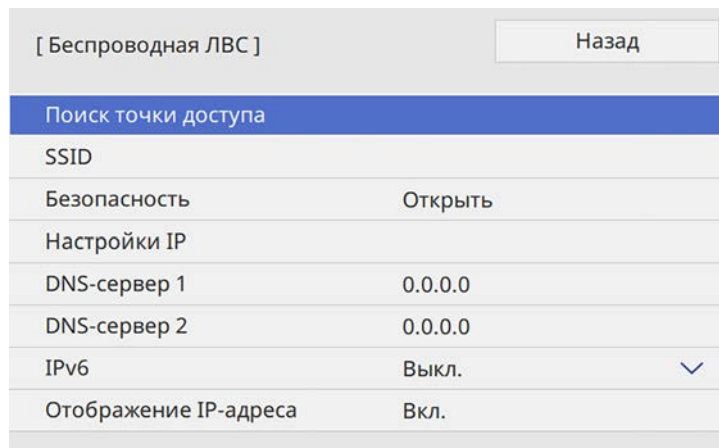 [ Беспроводная ЛВС ] Назад
Поиск точки доступа
SSID
Безопасность Открыть
Настройки IP
DNS-сервер 1 0.0.0.0
DNS-сервер 2 0.0.0.0
IPv6 Выкл.
Отображение IP-адреса Вкл.